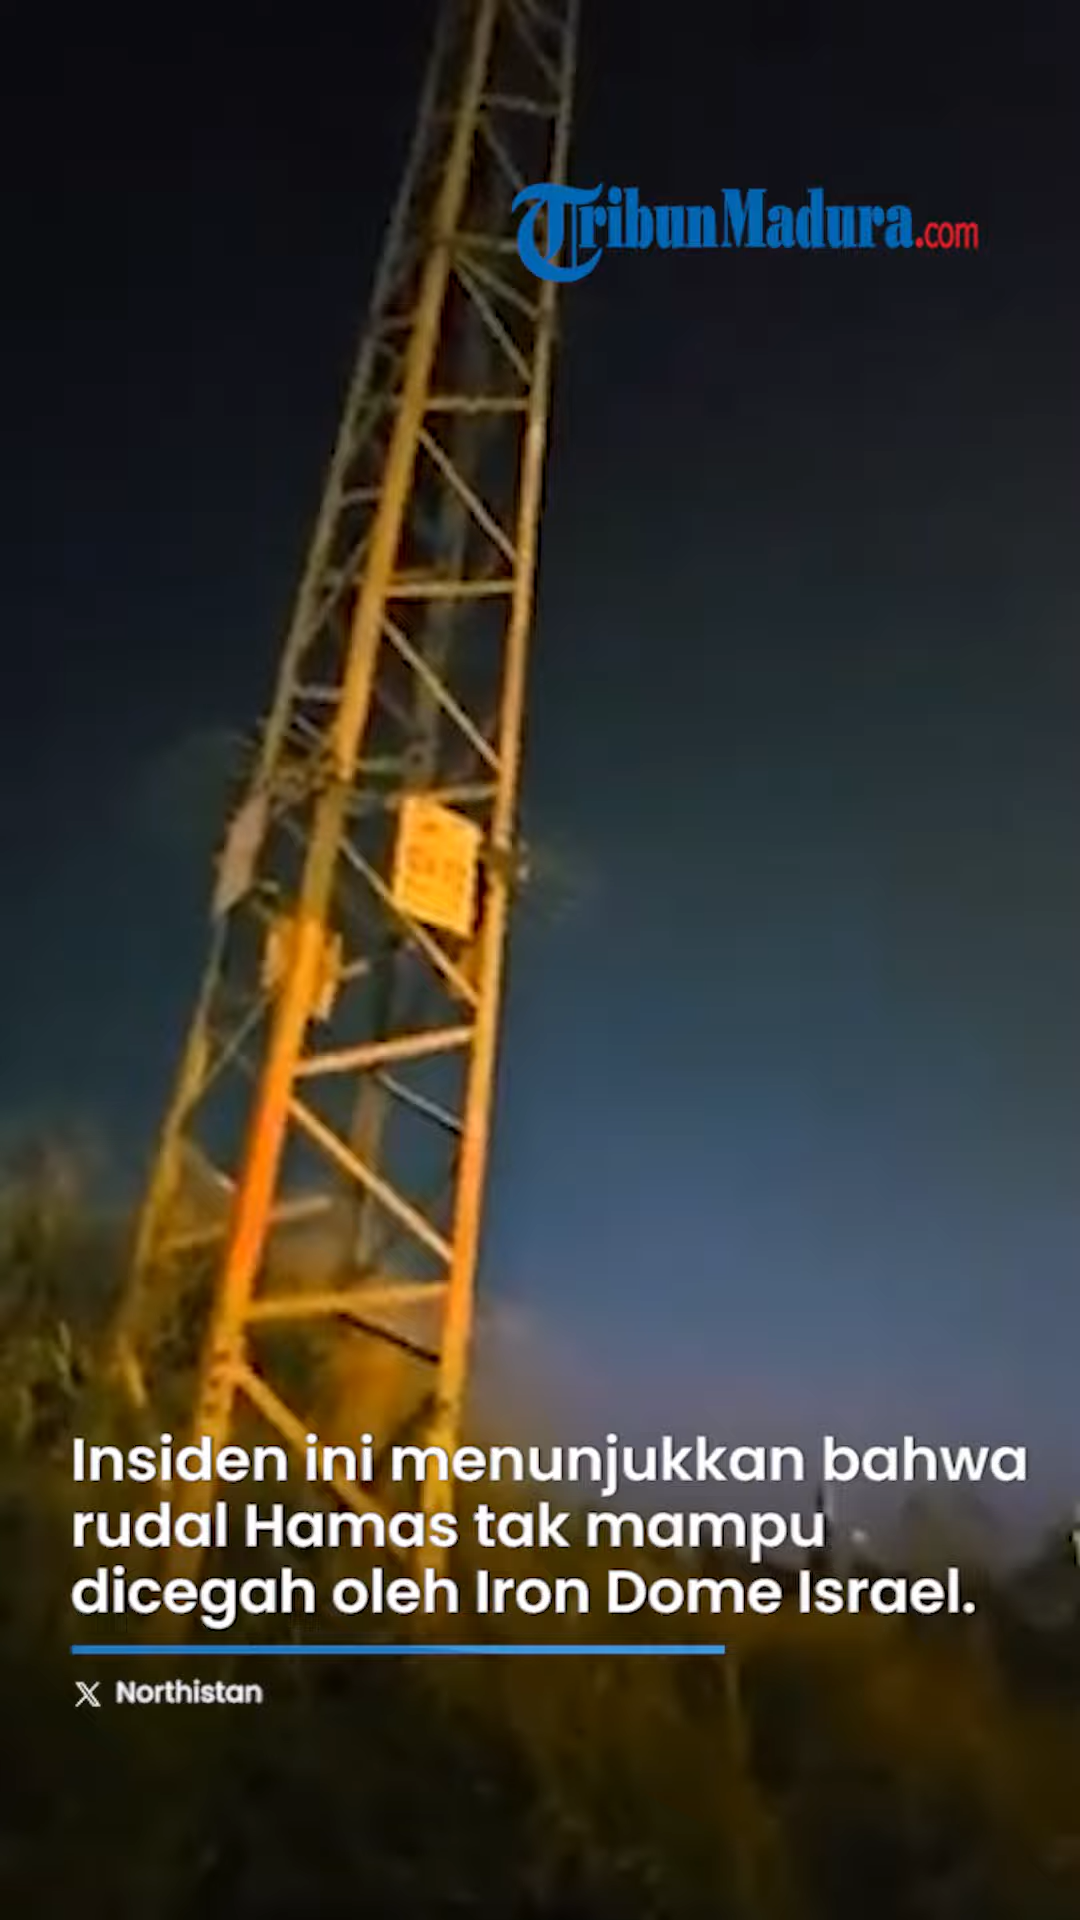 TribunMadura.com
Insiden ini menunjukkan bahwa
rudal Hamas tak mampu
dicegah oleh Iron Dome Israel.
X Northistan